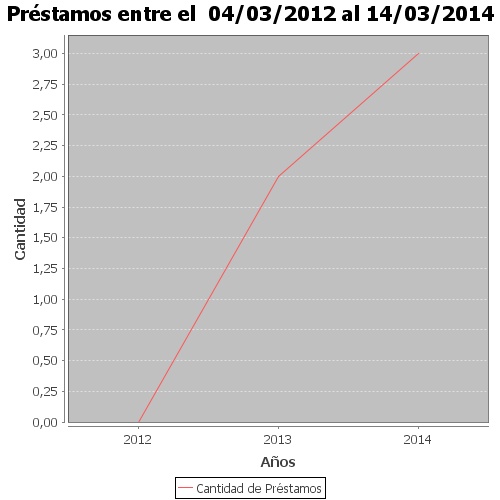 Préstamos entre el  04/03/2012 al 14/03/2014
3,00
2,75
2,50
2,25
2,00
1,75
1,50
1,25
1,00
0,75
0,50
0,25
0,00
Cantidad
2012 2013 2014
Años
Cantidad de Préstamos